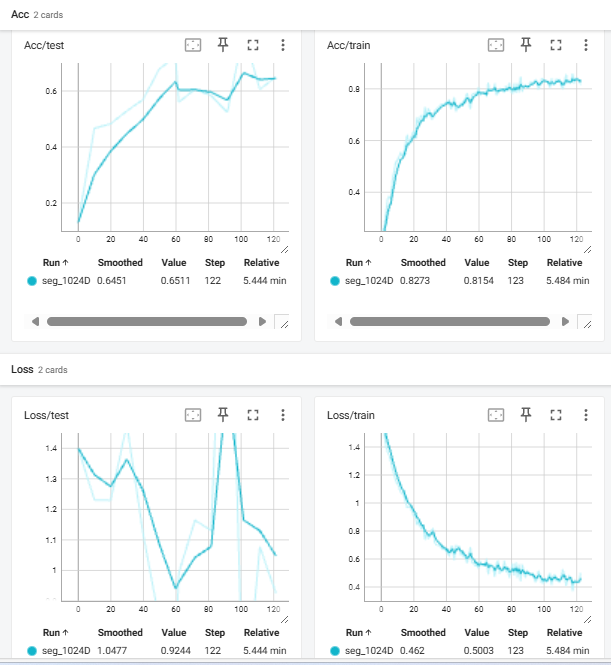 Acc 2 cards
Acc/test
0.6
0.4
0.2
0 20 40 60 80 100 120
Run ↑ Smoothed Value Step Relative
seg_1024D 0.6451 0.6511 122 5.444 min
Acc/train
0.8
0.6
0.4
0 20 40 60 80 100 120
Run ↑ Smoothed Value Step Relative
seg_1024D 0.8273 0.8154 123 5.484 min
Loss 2 cards
Loss/test
1.4
1.3
1.2
1.1
1
0 20 40 60 80 100 120
Run ↑ Smoothed Value Step Relative
seg_1024D 1.0477 0.9244 122 5.444 min
Loss/train
1.4
1.2
1
0.8
0.6
0.4
0 20 40 60 80 100 120
Run ↑ Smoothed Value Step Relative
seg_1024D 0.462 0.5003 123 5.484 min